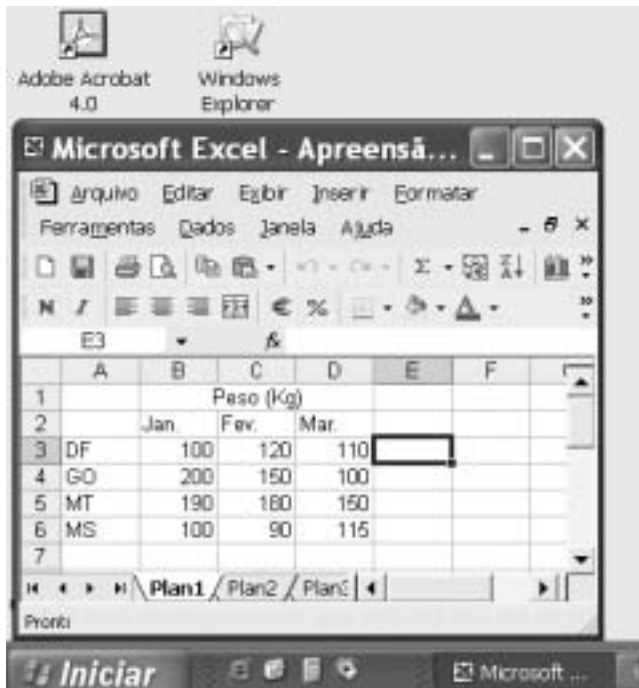 Adobe Acrobat 4.0
Windows Explorer
Microsoft Excel - Apreensã...
Arquivo Editar Exibir Inserir Formatar
Ferramentas Dados Janela Ajuda
N I € %
E3 fx
A B C D E F
1 Peso (Kg)
2 Jan. Fev. Mar.
3 DF 100 120 110
4 GO 200 150 100
5 MT 190 180 150
6 MS 100 90 115
7
Plan1 Plan2 Plan3
Pronti
Iniciar Microsoft ...